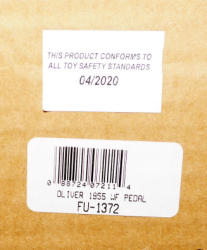 THIS PRODUCT CONFORMS TO
ALL TOY SAFETY STANDARDS
04/2020
0 88724 07211 4
OLIVER 1955 WF PEDAL
FU-1372